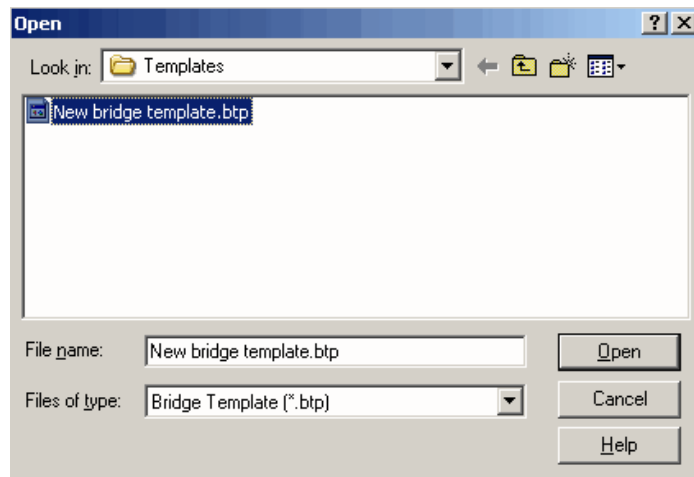 Open
Look in: Templates
New bridge template.btp
File name: New bridge template.btp Open
Files of type: Bridge Template (*.btp) Cancel
Help